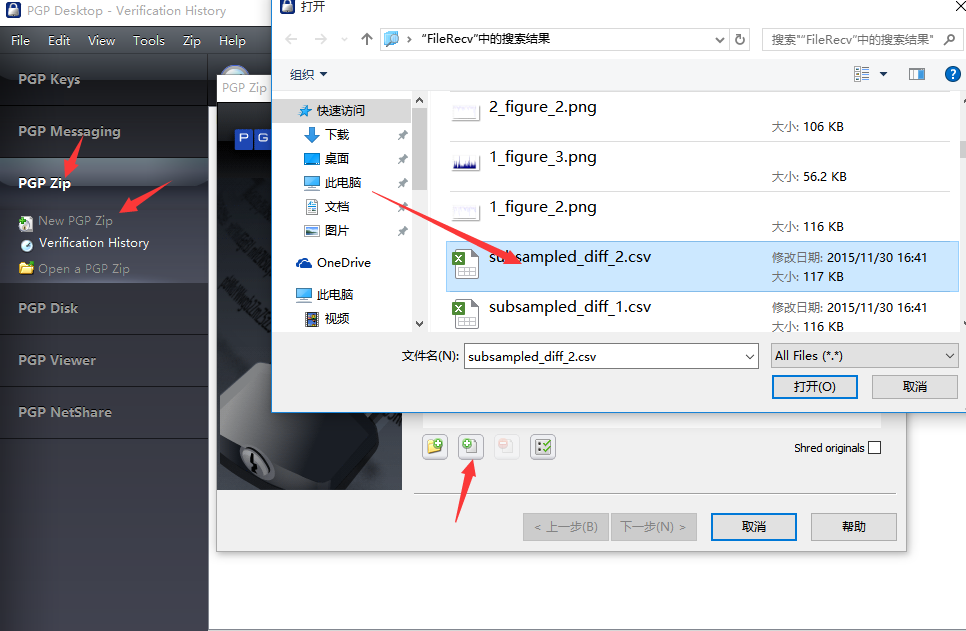 PGP Desktop - Verification History
File Edit View Tools Zip Help
PGP Keys
PGP Messaging
PGP Zip
New PGP Zip
Verification History
Open a PGP Zip
PGP Disk
PGP Viewer
PGP NetShare
PGP Zip
P G
打开
“FileRecv”中的搜索结果
搜索"“FileRecv”中的搜索结果"
组织
快速访问
下载
桌面
此电脑
文档
图片
OneDrive
此电脑
视频
2_figure_2.png
大小: 106 KB
1_figure_3.png
大小: 56.2 KB
1_figure_2.png
大小: 116 KB
subsampled_diff_2.csv
修改日期: 2015/11/30 16:41
大小: 117 KB
subsampled_diff_1.csv
修改日期: 2015/11/30 16:41
大小: 116 KB
文件名(N): subsampled_diff_2.csv
All Files (*.*)
打开(O) 取消
Shred originals
< 上一步(B) 下一步(N) > 取消 帮助